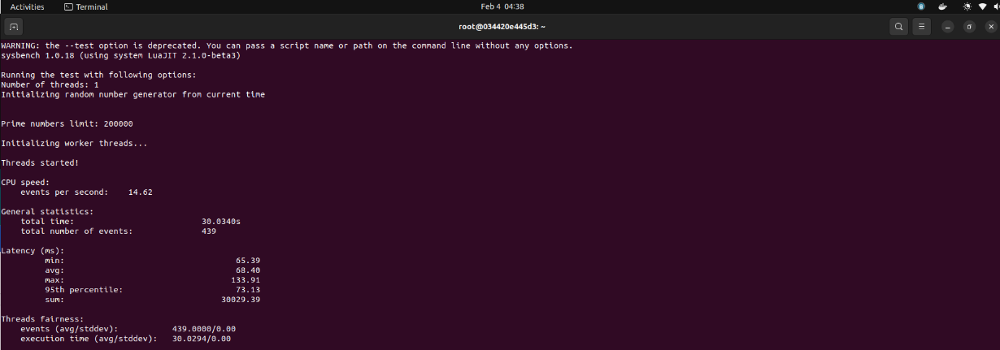 Activities
Terminal
Feb 4 04:38
root@034420e445d3: ~
WARNING: the --test option is deprecated. You can pass a script name or path on the command line without any options.
sysbench 1.0.18 (using system LuaJIT 2.1.0-beta3)
Running the test with following options:
Number of threads: 1
Initializing random number generator from current time
Prime numbers limit: 200000
Initializing worker threads...
Threads started!
CPU speed:
events per second: 14.62
General statistics:
total time: 30.0340s
total number of events: 439
Latency (ms):
min: 65.39
avg: 68.40
max: 133.91
95th percentile: 73.13
sum: 30029.39
Threads fairness:
events (avg/stddev): 439.0000/0.00
execution time (avg/stddev): 30.0294/0.00